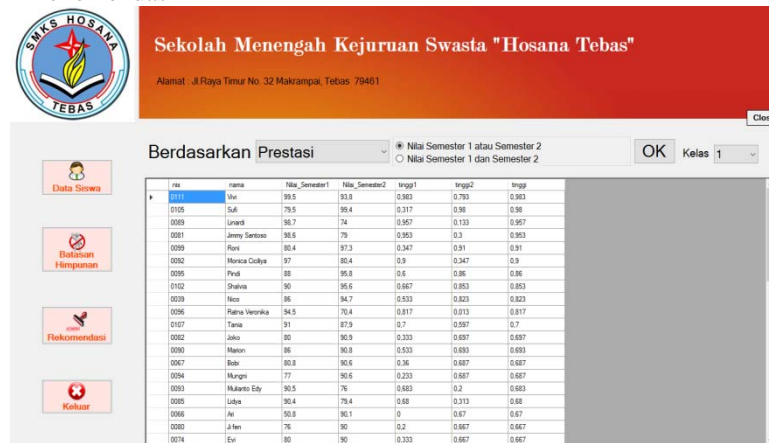 SMKS HOSANA
TEBAS
Sekolah Menengah Kejuruan Swasta "Hosana Tebas"
Alamat : Jl.Raya Timur No. 32 Makrampai, Tebas 79461
Clos
Berdasarkan Prestasi
Nilai Semester 1 atau Semester 2
Nilai Semester 1 dan Semester 2
OK Kelas 1
Data Siswa
Batasan
Himpunan
Rekomendasi
Keluar
nis nama Nilai_Semester1 Nilai_Semester2 tinggi1 tinggi2 tinggi
0111 Vivi 99,5 93,8 0,983 0,793 0,983
0105 Sufi 79,5 99,4 0,317 0,98 0,98
0089 Linardi 98,7 74 0,957 0,133 0,957
0081 Jimmy Santoso 98,6 79 0,953 0,3 0,953
0099 Roni 80,4 97,3 0,347 0,91 0,91
0092 Monica Ciciliya 97 80,4 0,9 0,347 0,9
0095 Pindi 88 95,8 0,6 0,86 0,86
0102 Shalvia 90 95,6 0,667 0,853 0,853
0039 Nico 86 94,7 0,533 0,823 0,823
0096 Ratna Veronika 94,5 70,4 0,817 0,013 0,817
0107 Tania 91 87,9 0,7 0,597 0,7
0082 Joko 80 90,9 0,333 0,697 0,697
0090 Marion 86 90,8 0,533 0,693 0,693
0067 Bobi 80,8 90,6 0,36 0,687 0,687
0094 Mungni 77 90,6 0,233 0,687 0,687
0093 Mulianto Edy 90,5 76 0,683 0,2 0,683
0085 Lidya 90,4 79,4 0,68 0,313 0,68
0066 Ari 50,8 90,1 0 0,67 0,67
0080 Ji fen 76 90 0,2 0,667 0,667
0074 Evi 80 90 0,333 0,667 0,667